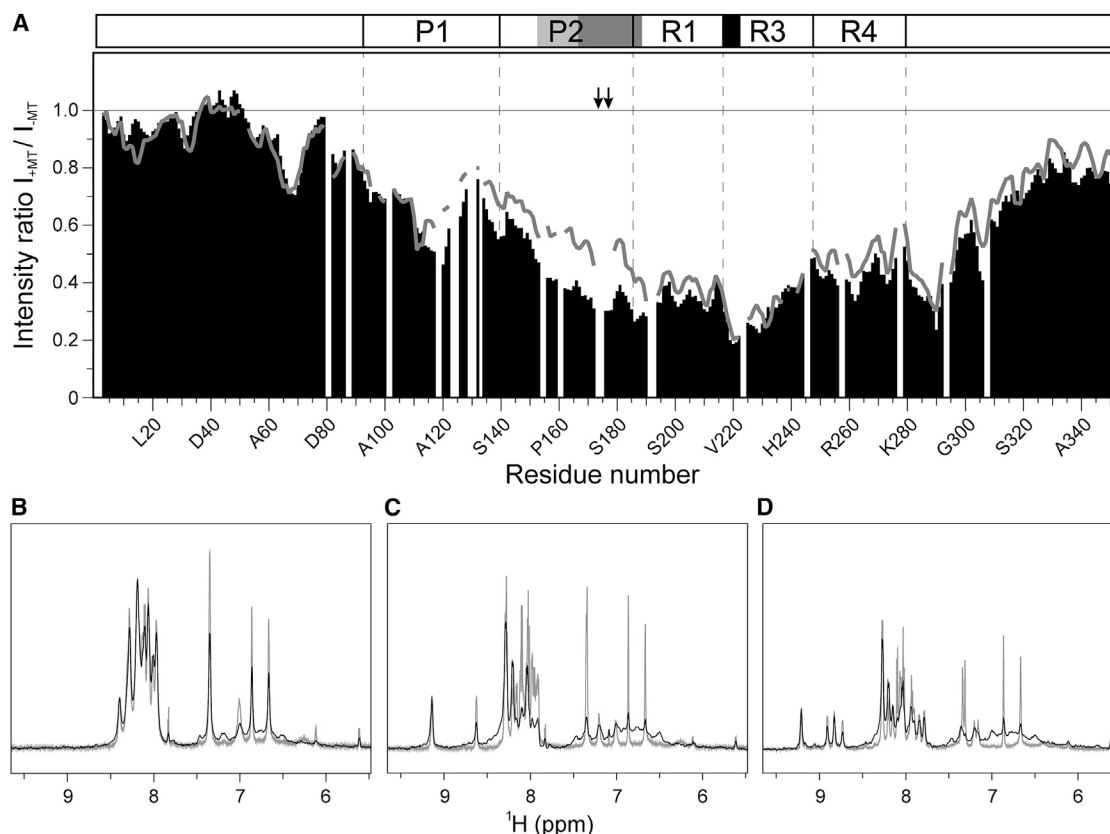 A
P1 P2 R1 R3 R4
Intensity ratio I+MT / I-MT
1.0
0.8
0.6
0.4
0.2
0
L20 D40 A60 D80 A100 A120 S140 P160 S180 S200 V220 H240 R260 K280 G300 S320 A340
Residue number
B C D
9 8 7 6 9 8 7 6 9 8 7 6
¹H (ppm)